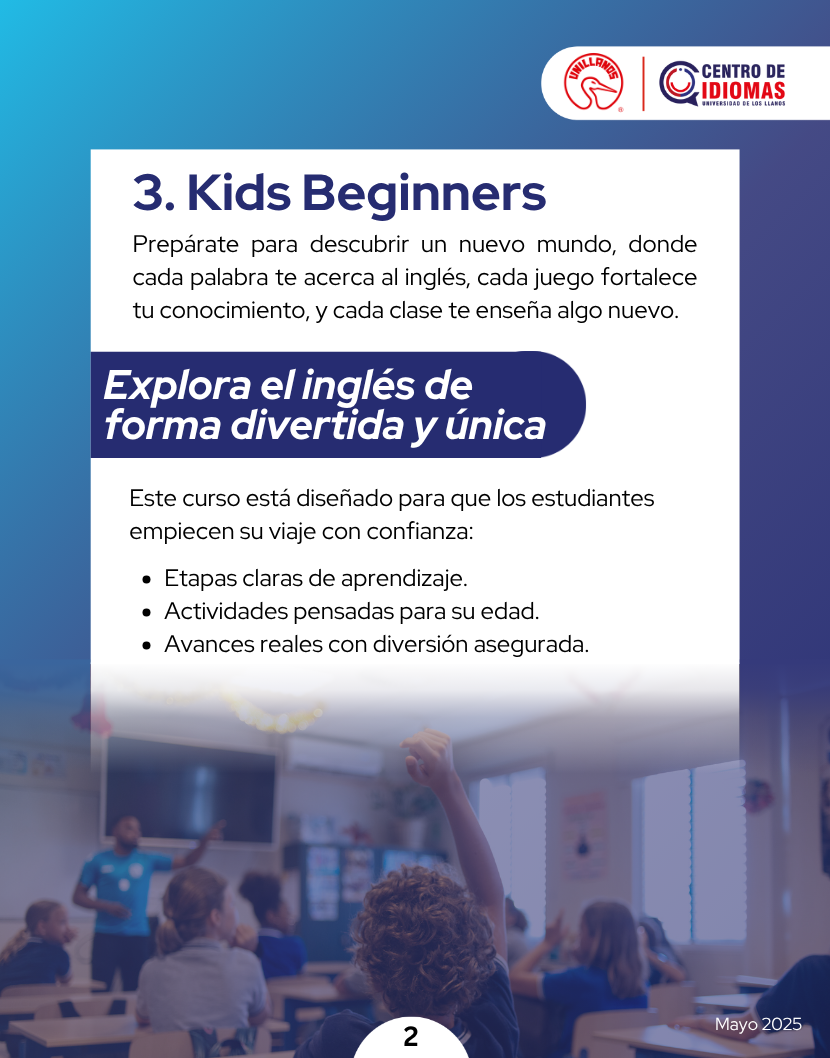 UNILLANOS
®
CENTRO DE
IDIOMAS
UNIVERSIDAD DE LOS LLANOS
3. Kids Beginners
Prepárate para descubrir un nuevo mundo, donde
cada palabra te acerca al inglés, cada juego fortalece
tu conocimiento, y cada clase te enseña algo nuevo.
Explora el inglés de
forma divertida y única
Este curso está diseñado para que los estudiantes
empiecen su viaje con confianza:
• Etapas claras de aprendizaje.
• Actividades pensadas para su edad.
• Avances reales con diversión asegurada.
Mayo 2025
2